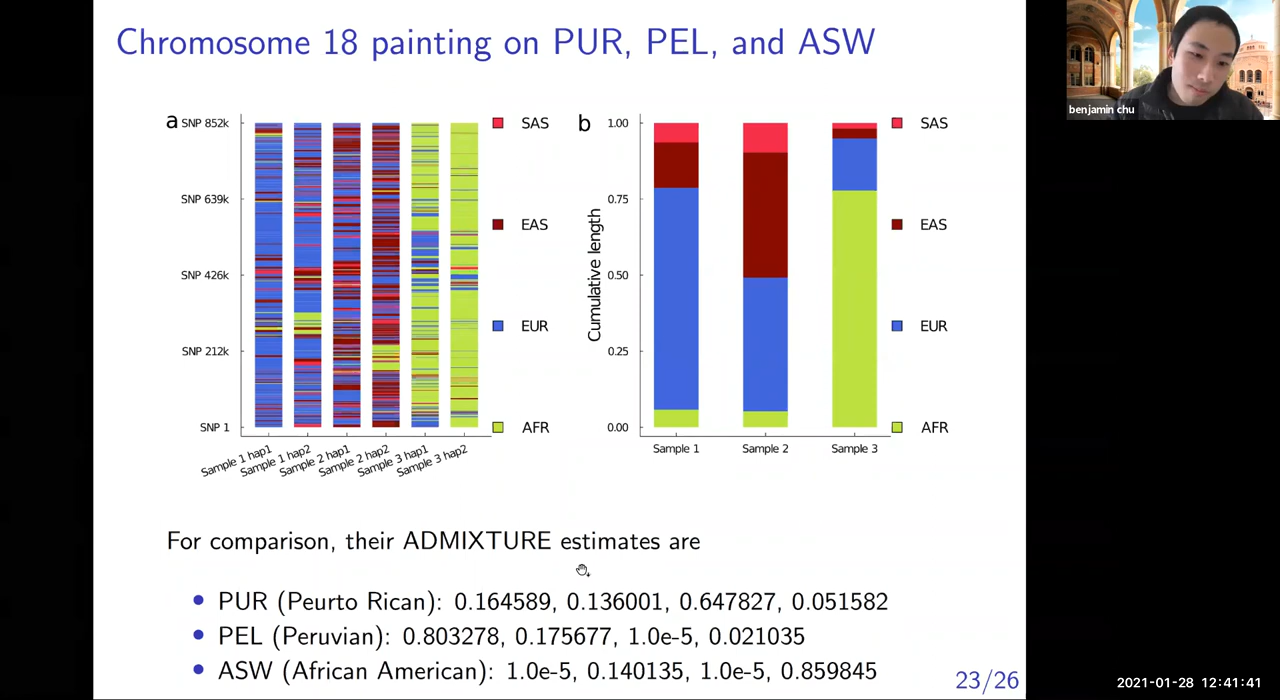 Chromosome 18 painting on PUR, PEL, and ASW
benjamin chu
a
SNP 852k
SNP 639k
SNP 426k
SNP 212k
SNP 1
Sample 1 hap1
Sample 1 hap2
Sample 2 hap1
Sample 2 hap2
Sample 3 hap1
Sample 3 hap2
SAS
EAS
EUR
AFR
b
Cumulative length
1.00
0.75
0.50
0.25
0.00
Sample 1
Sample 2
Sample 3
SAS
EAS
EUR
AFR
For comparison, their ADMIXTURE estimates are
• PUR (Peurto Rican): 0.164589, 0.136001, 0.647827, 0.051582
• PEL (Peruvian): 0.803278, 0.175677, 1.0e-5, 0.021035
• ASW (African American): 1.0e-5, 0.140135, 1.0e-5, 0.859845
23/26
2021-01-28 12:41:41